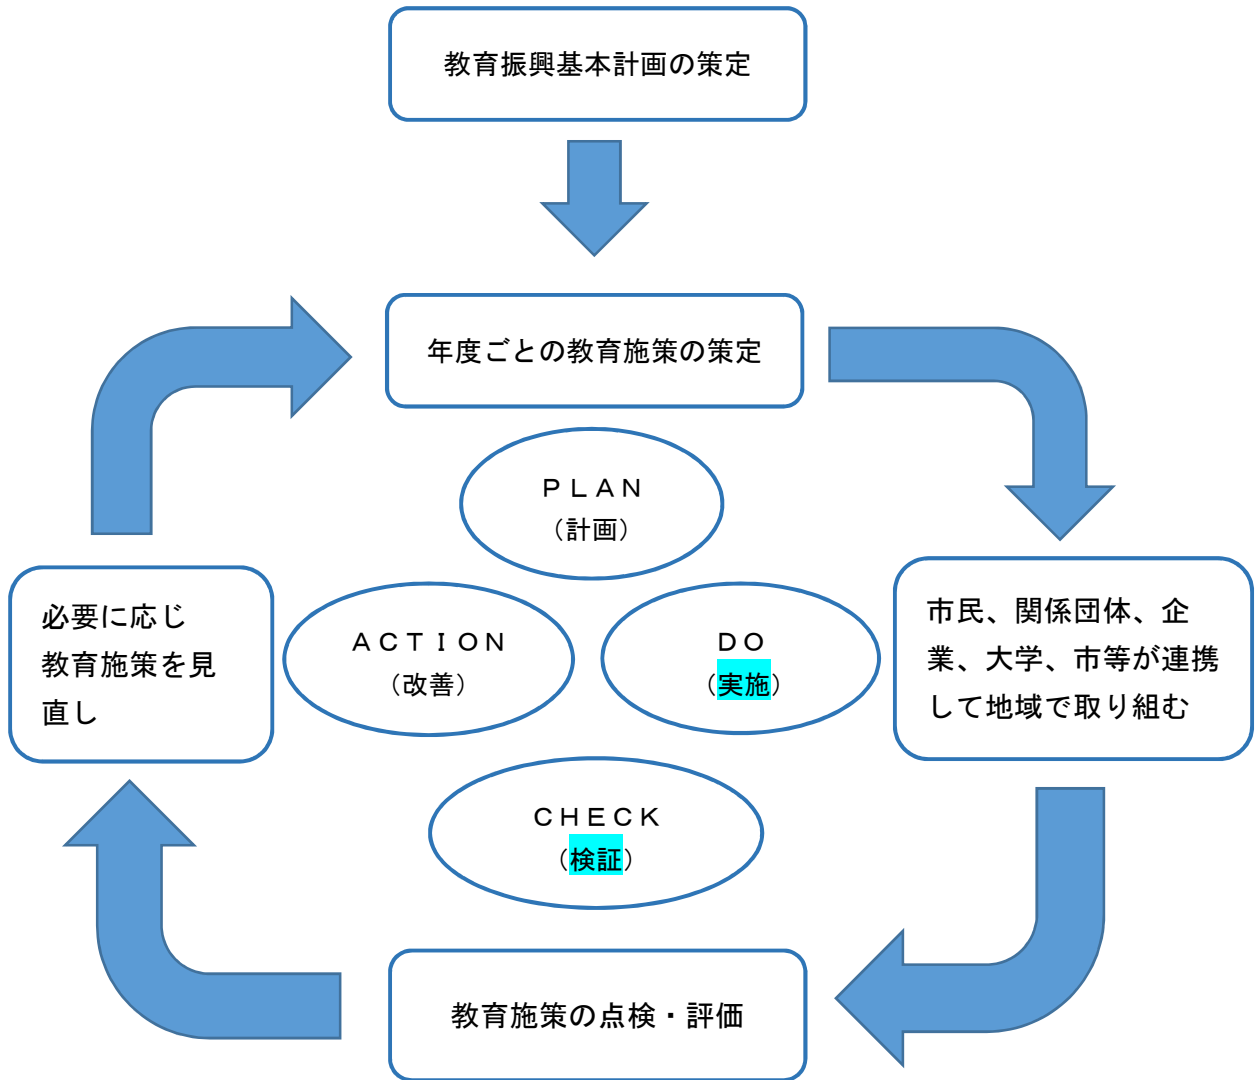 教育振興基本計画の策定
年度ごとの教育施策の策定
ＰＬＡＮ
（計画）
必要に応じ
教育施策を見
直し
ＡＣＴＩＯＮ
（改善）
ＤＯ
（実施）
市民、関係団体、企
業、大学、市等が連携
して地域で取り組む
ＣＨＥＣＫ
（検証）
教育施策の点検・評価